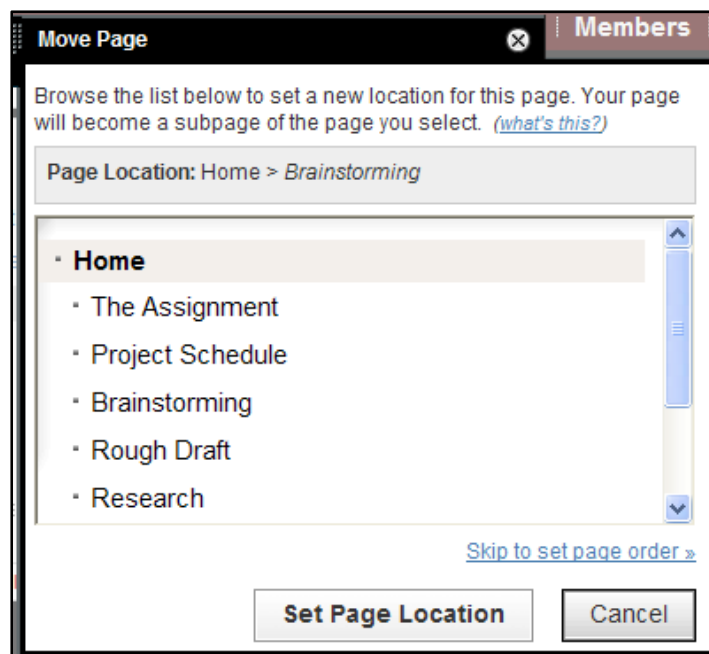 Move Page
Members
Browse the list below to set a new location for this page. Your page
will become a subpage of the page you select. (what's this?)
Page Location: Home > Brainstorming
Home
The Assignment
Project Schedule
Brainstorming
Rough Draft
Research
Skip to set page order »
Set Page Location
Cancel